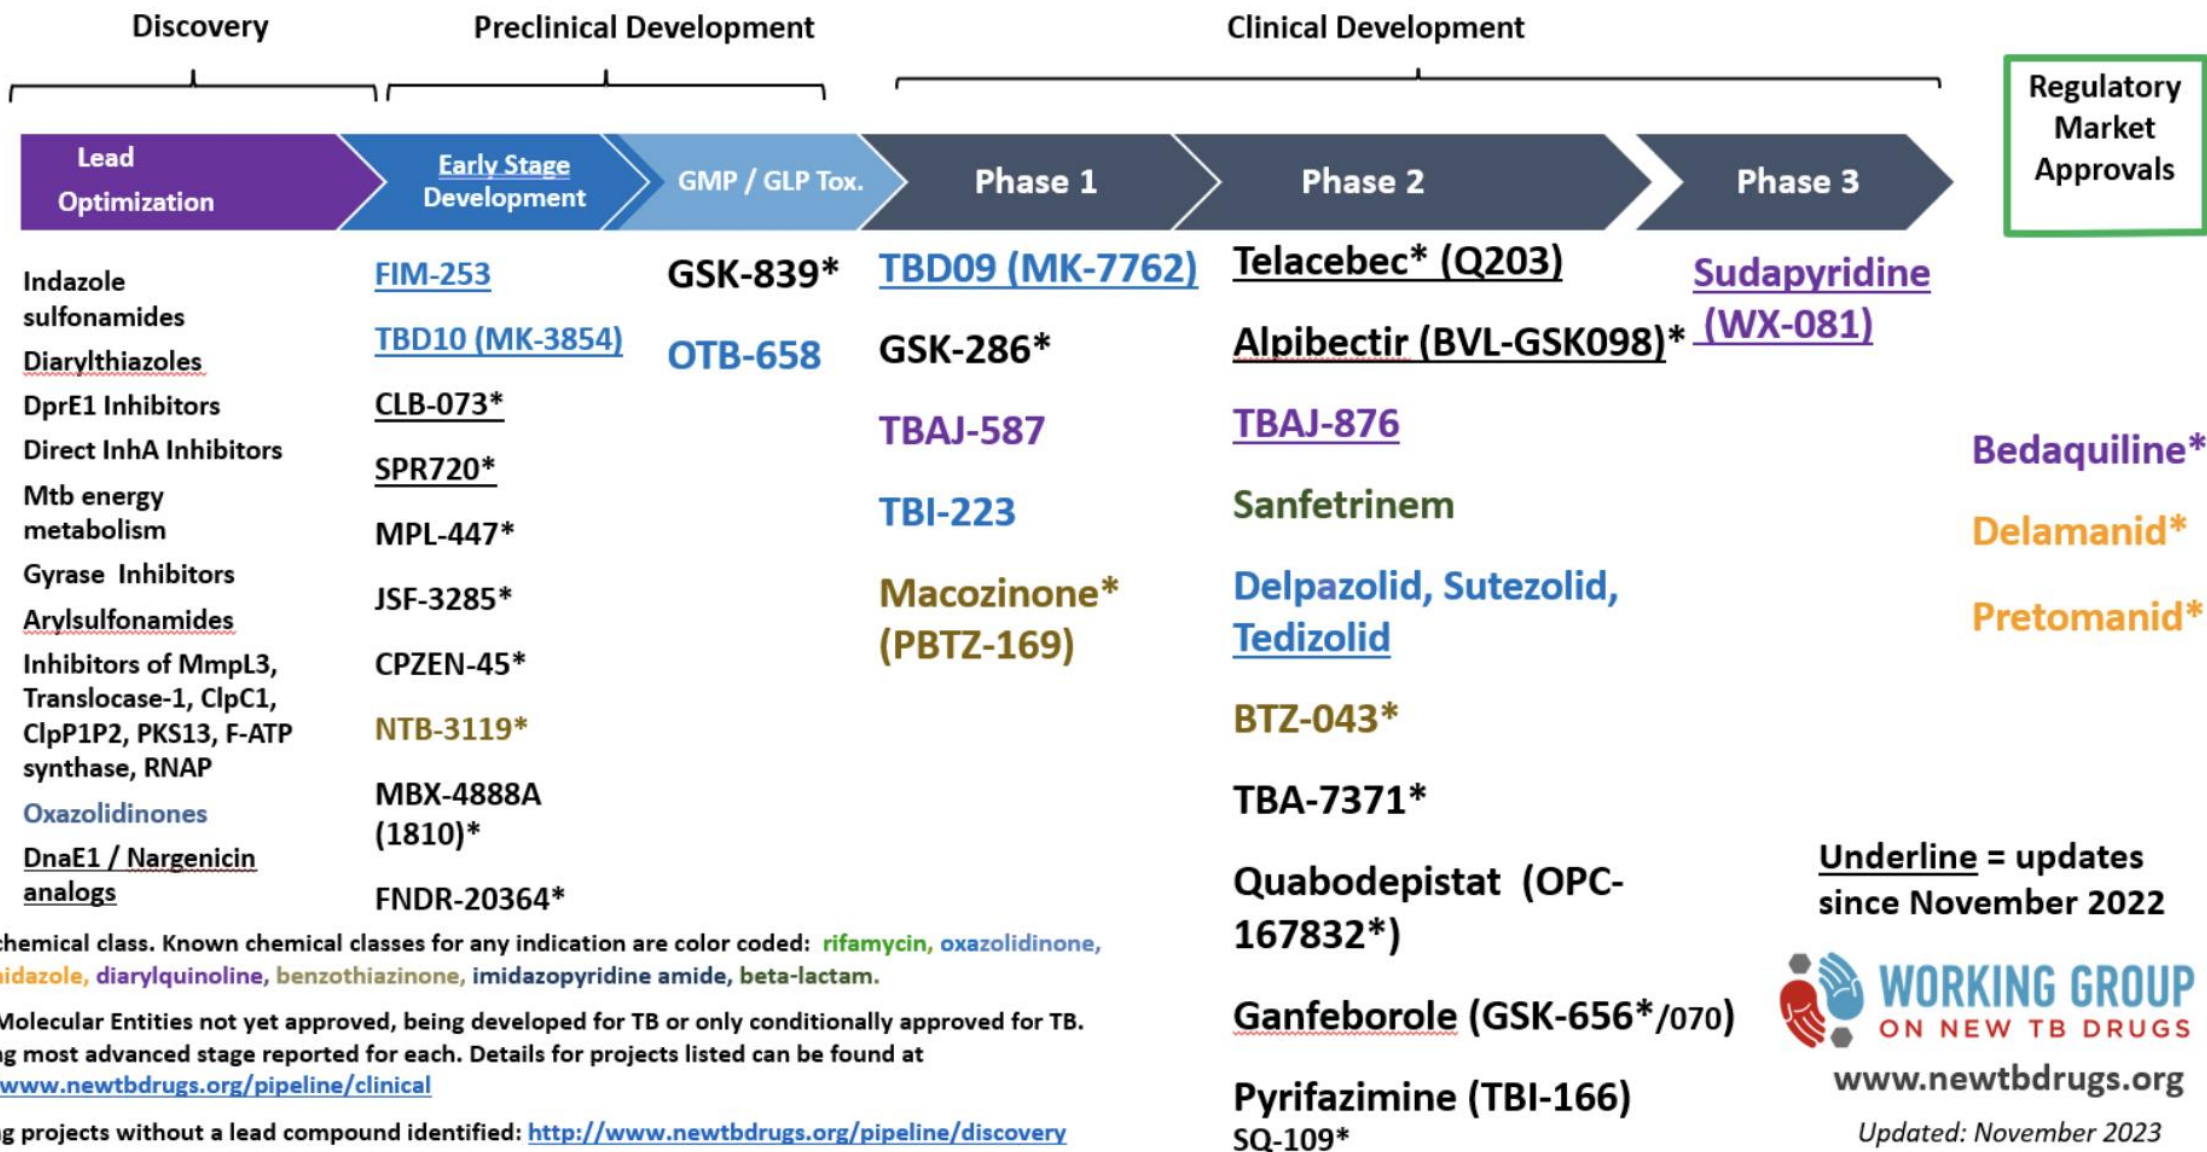 Discovery
Preclinical Development
Clinical Development
Regulatory
Market
Approvals
Lead
Optimization
Early Stage
Development
GMP / GLP Tox.
Phase 1
Phase 2
Phase 3
Indazole
sulfonamides
Diarylthiazoles
DprE1 Inhibitors
Direct InhA Inhibitors
Mtb energy
metabolism
Gyrase Inhibitors
Arylsulfonamides
Inhibitors of MmpL3,
Translocase-1, ClpC1,
ClpP1P2, PKS13, F-ATP
synthase, RNAP
Oxazolidinones
DnaE1 / Nargenicin
analogs
FIM-253
TBD10 (MK-3854)
CLB-073*
SPR720*
MPL-447*
JSF-3285*
CPZEN-45*
NTB-3119*
MBX-4888A
(1810)*
FNDR-20364*
GSK-839*
OTB-658
TBD09 (MK-7762)
GSK-286*
TBAJ-587
TBI-223
Macozinone*
(PBTZ-169)
Telacebec* (Q203)
Alpibectir (BVL-GSK098)*
TBAJ-876
Sanfetrinem
Delpazolid, Sutezolid,
Tedizolid
BTZ-043*
TBA-7371*
Quabodepistat (OPC-
167832*)
Ganfeborole (GSK-656*/070)
Pyrifazimine (TBI-166)
SQ-109*
Sudapyridine
(WX-081)
Bedaquiline*
Delamanid*
Pretomanid*
Underline = updates
since November 2022
chemical class. Known chemical classes for any indication are color coded: rifamycin, oxazolidinone,
idazole, diarylquinoline, benzothiazinone, imidazopyridine amide, beta-lactam.
Molecular Entities not yet approved, being developed for TB or only conditionally approved for TB.
ng most advanced stage reported for each. Details for projects listed can be found at
www.newtbdrugs.org/pipeline/clinical
ng projects without a lead compound identified: http://www.newtbdrugs.org/pipeline/discovery
WORKING GROUP
ON NEW TB DRUGS
www.newtbdrugs.org
Updated: November 2023